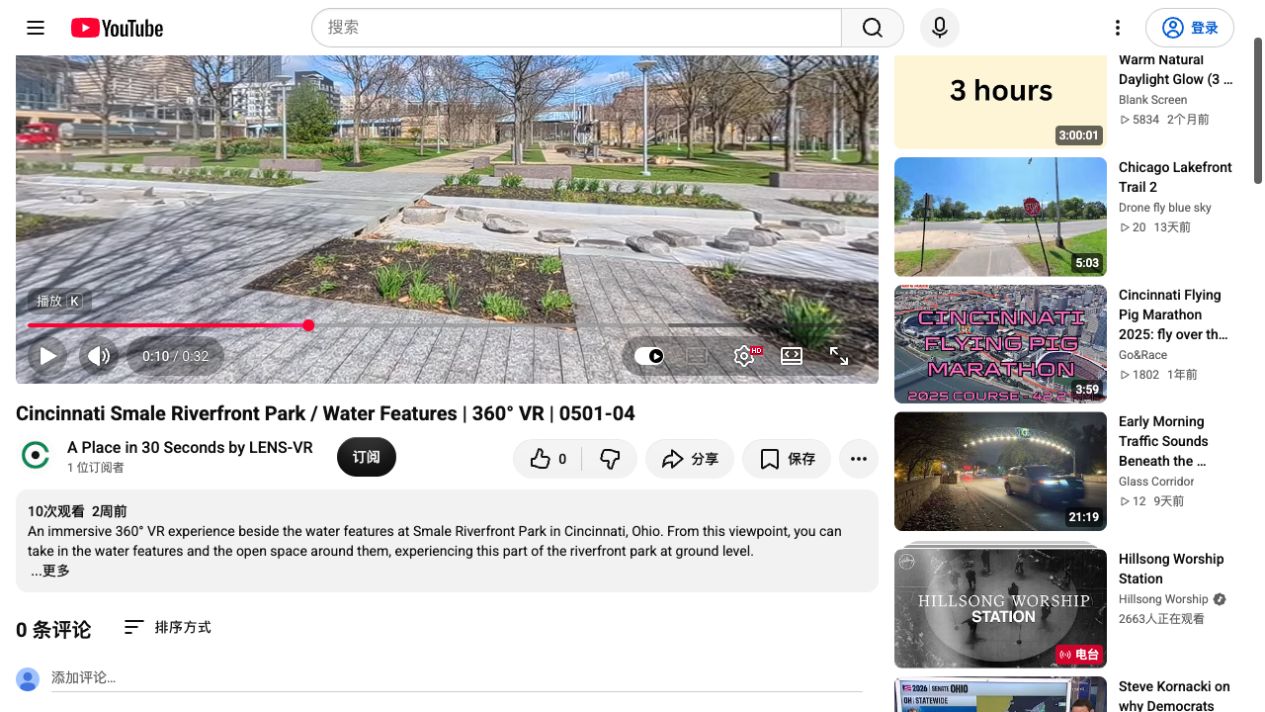 YouTube
搜索
登录
播放 K
0:10 / 0:32
HD
Cincinnati Smale Riverfront Park / Water Features | 360° VR | 0501-04
A Place in 30 Seconds by LENS-VR
1 位订阅者
订阅
0
分享
保存
10次观看 2周前
An immersive 360° VR experience beside the water features at Smale Riverfront Park in Cincinnati, Ohio. From this viewpoint, you can
take in the water features and the open space around them, experiencing this part of the riverfront park at ground level.
...更多
0 条评论
排序方式
添加评论...
3 hours
3:00:01
Warm Natural
Daylight Glow (3 ...
Blank Screen
5834 2个月前
STOP
5:03
Chicago Lakefront
Trail 2
Drone fly blue sky
20 13天前
CINCINNATI
FLYING PIG
MARATHON
3:59
Cincinnati Flying
Pig Marathon
2025: fly over th...
Go&Race
1802 1年前
21:19
Early Morning
Traffic Sounds
Beneath the ...
Glass Corridor
12 9天前
HILLSONG WORSHIP
STATION
电台
Hillsong Worship
Station
Hillsong Worship
2663人正在观看
2026 SENATE OHIO
OH: STATEWIDE
Steve Kornacki on
why Democrats